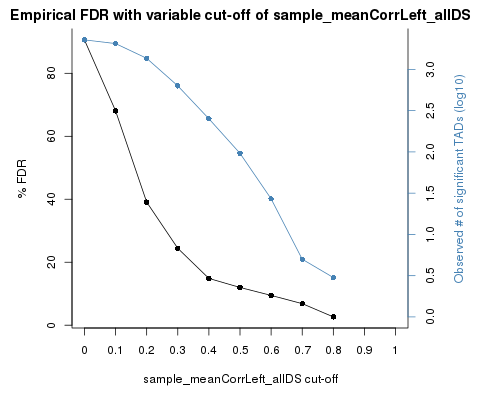 Empirical FDR with variable cut-off of sample_meanCorrLeft_allDS
% FDR
80
60
40
20
0
3.0
2.5
2.0
1.5
1.0
0.5
0.0
Observed # of significant TADs (log10)
0 0.1 0.2 0.3 0.4 0.5 0.6 0.7 0.8 0.9 1
sample_meanCorrLeft_allDS cut-off